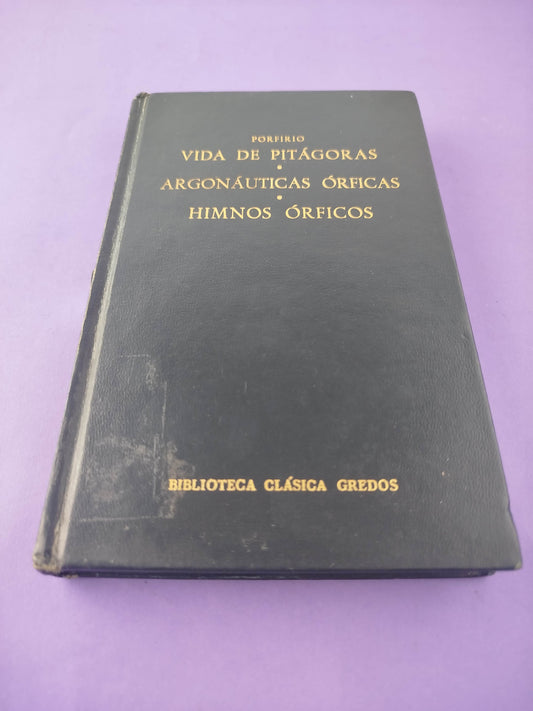 PORFIRIO
VIDA DE PITÁGORAS
•
ARGONÁUTICAS ÓRFICAS
•
HIMNOS ÓRFICOS
BIBLIOTECA CLÁSICA GREDOS